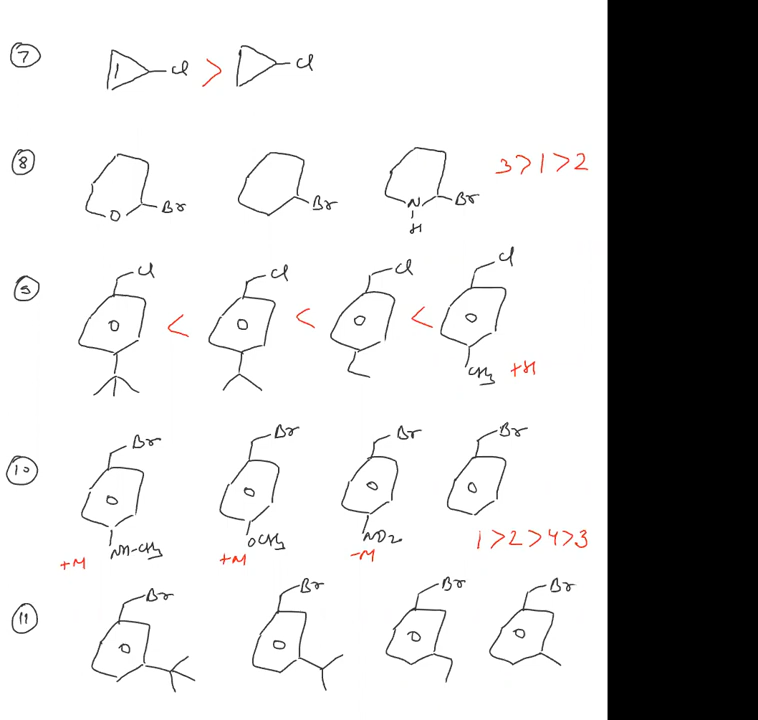 7 Cl > Cl
8 O Br Br N H Br 3>1>2
9 Cl < Cl < Cl < Cl
CH3 +H
10 Br Br Br Br
NH-CH3 OCH3 NO2 1>2>4>3
+M +M -M
11 Br Br Br Br